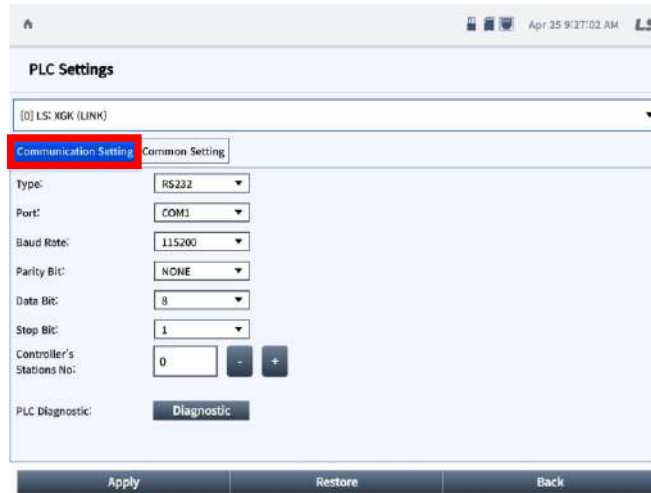 Apr 25 9:27:02 AM LS
PLC Settings
[0] LS: XGK (LINK)
Communication Setting Common Setting
Type: RS232
Port: COM1
Baud Rate: 115200
Parity Bit: NONE
Data Bit: 8
Stop Bit: 1
Controller's
Stations No: 0 - +
PLC Diagnostic: Diagnostic
Apply Restore Back